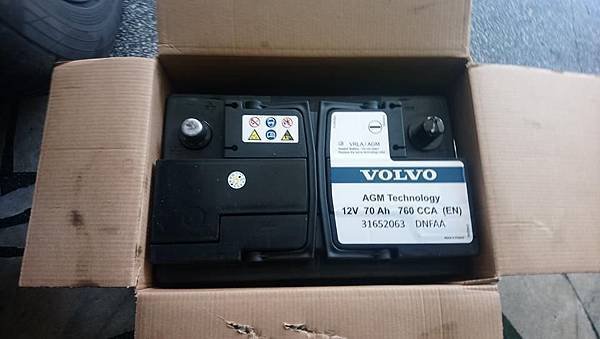 VRLA / AGM
VOLVO
AGM Technology
12V 70 Ah 760 CCA (EN)
31652063 DNFAA